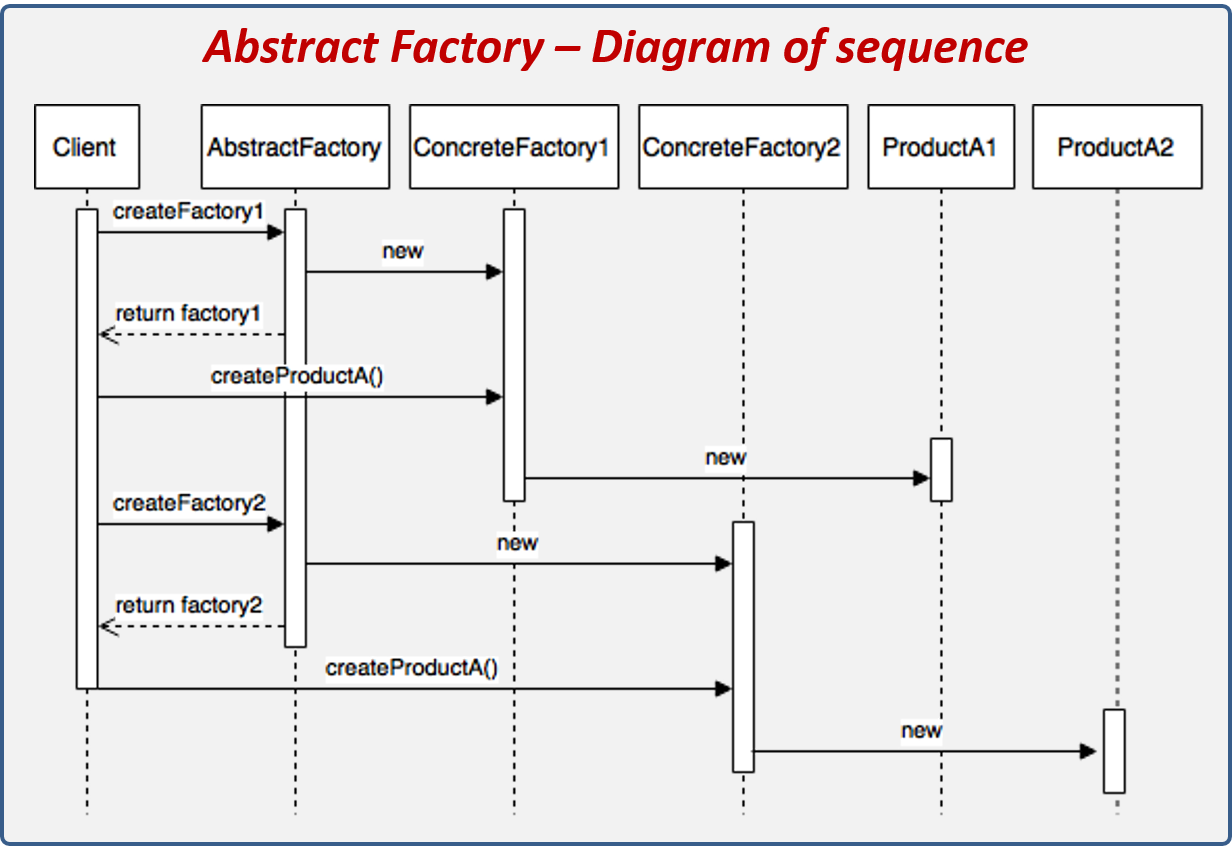 Abstract Factory – Diagram of sequence
Client
AbstractFactory
ConcreteFactory1
ConcreteFactory2
ProductA1
ProductA2
createFactory1
new
return factory1
createProductA()
new
createFactory2
new
return factory2
createProductA()
new